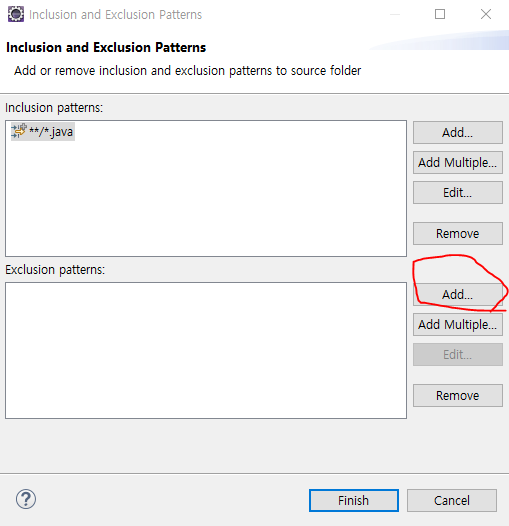 Inclusion and Exclusion Patterns
Inclusion and Exclusion Patterns
Add or remove inclusion and exclusion patterns to source folder
Inclusion patterns:
**/*.java
Add...
Add Multiple...
Edit...
Remove
Exclusion patterns:
Add...
Add Multiple...
Edit...
Remove
?
Finish
Cancel